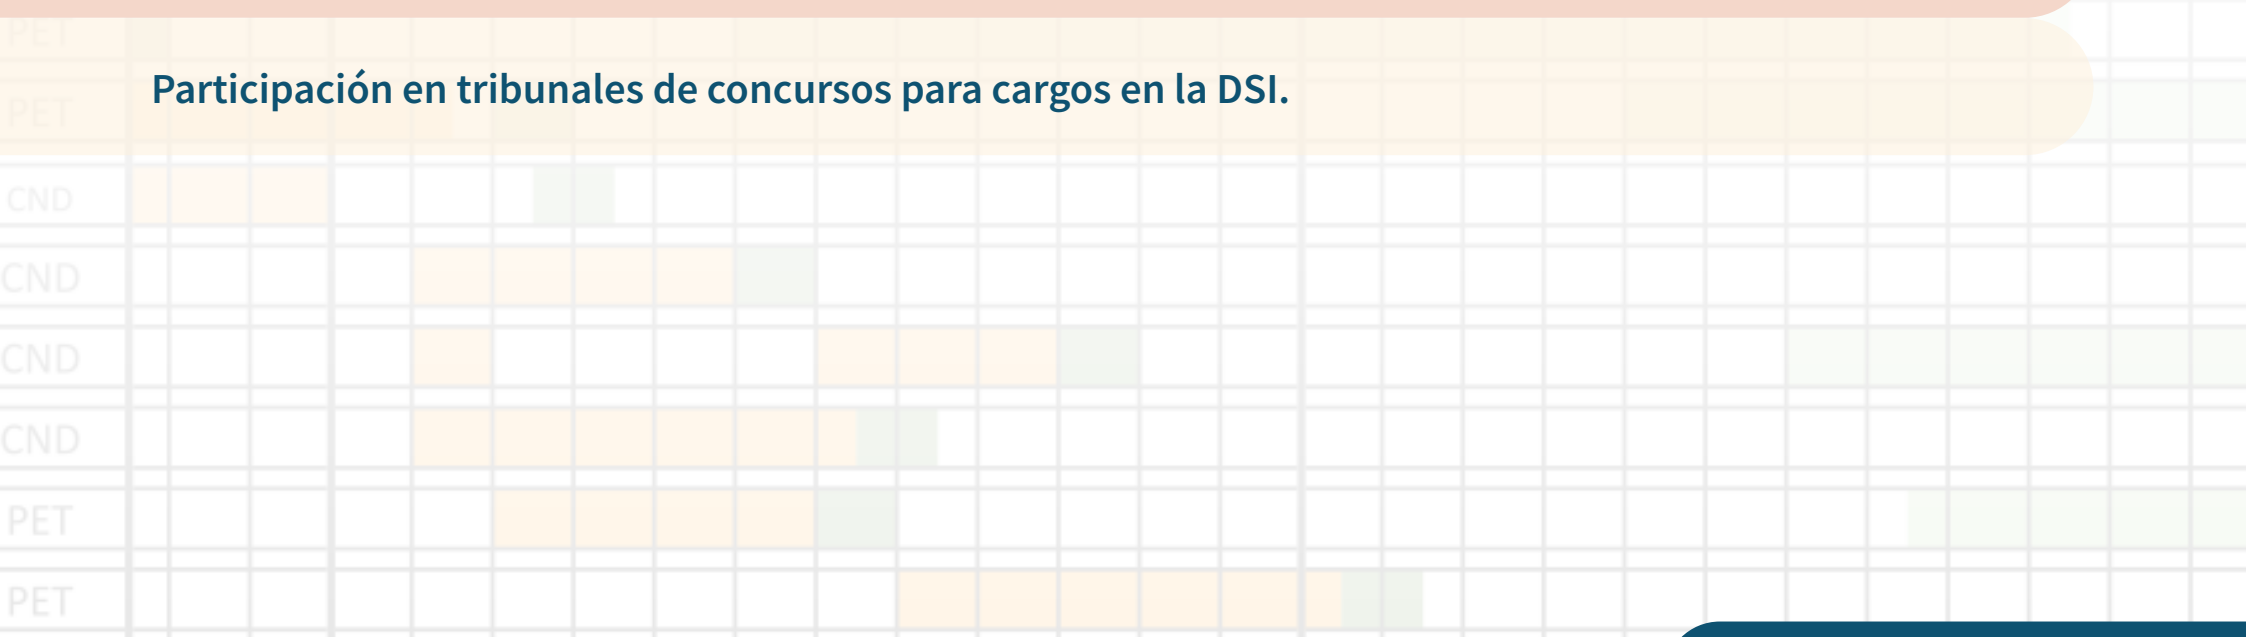 PET
Participación en tribunales de concursos para cargos en la DSI.
PET
CND
CND
CND
CND
PET
PET